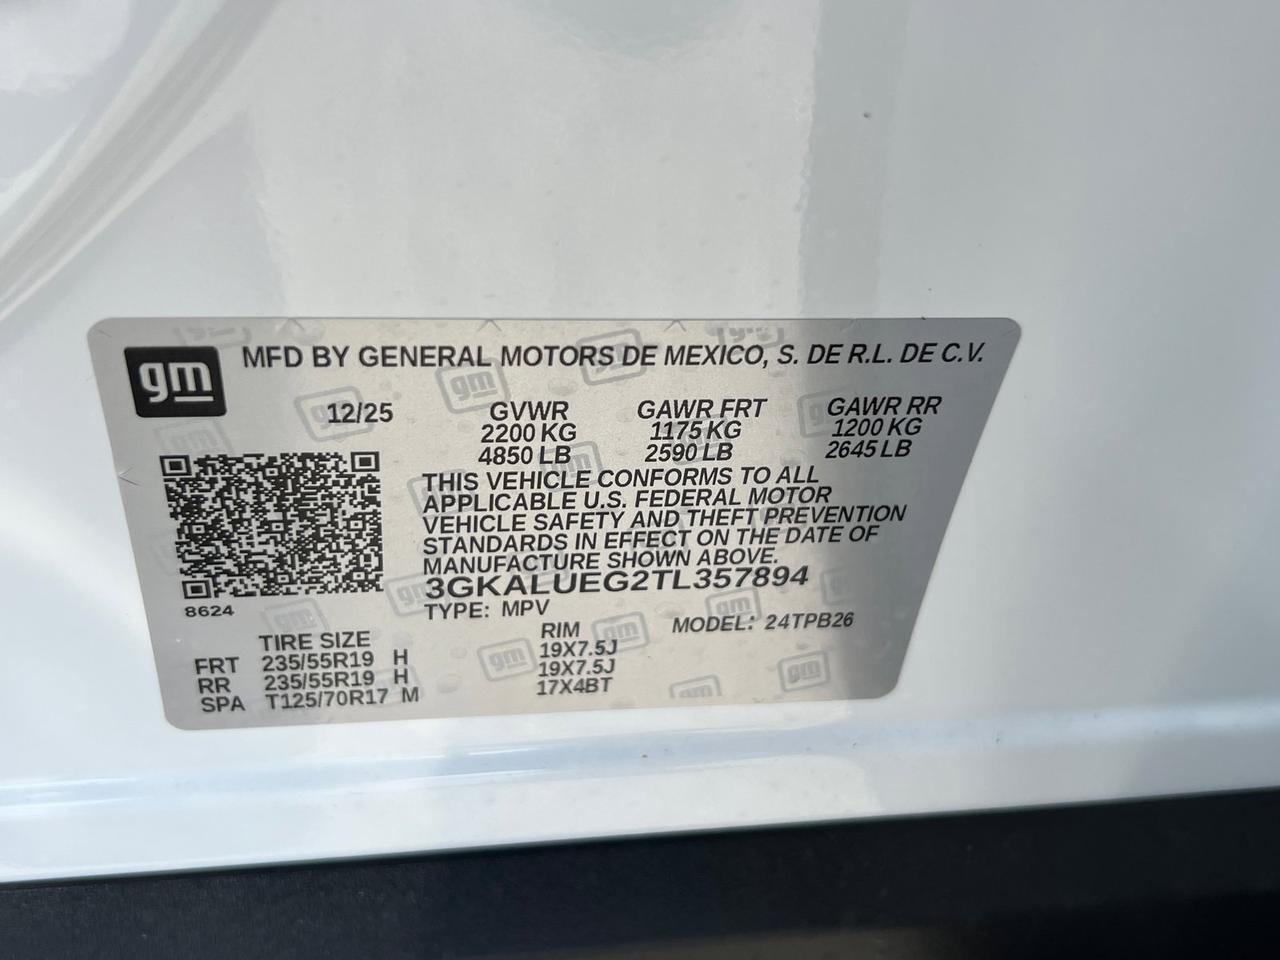 gm MFD BY GENERAL MOTORS DE MEXICO, S. DE R.L. DE C.V.
12/25 GVWR GAWR FRT GAWR RR
2200 KG 1175 KG 1200 KG
4850 LB 2590 LB 2645 LB
THIS VEHICLE CONFORMS TO ALL
APPLICABLE U.S. FEDERAL MOTOR
VEHICLE SAFETY AND THEFT PREVENTION
STANDARDS IN EFFECT ON THE DATE OF
MANUFACTURE SHOWN ABOVE.
3GKALUEG2TL357894
8624 TYPE: MPV MODEL: 24TPB26
TIRE SIZE RIM
FRT 235/55R19 H 19X7.5J
RR 235/55R19 H 19X7.5J
SPA T125/70R17 M 17X4BT